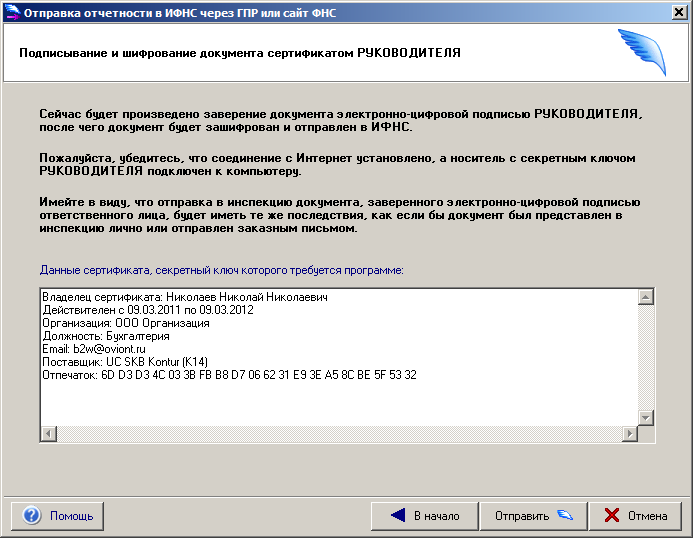 Отправка отчетности в ИФНС через ГПР или сайт ФНС
Подписывание и шифрование документа сертификатом РУКОВОДИТЕЛЯ
Сейчас будет произведено заверение документа электронно-цифровой подписью РУКОВОДИТЕЛЯ,
после чего документ будет зашифрован и отправлен в ИФНС.
Пожалуйста, убедитесь, что соединение с Интернет установлено, а носитель с секретным ключом
РУКОВОДИТЕЛЯ подключен к компьютеру.
Имейте в виду, что отправка в инспекцию документа, заверенного электронно-цифровой подписью
ответственного лица, будет иметь те же последствия, как если бы документ был представлен в
инспекцию лично или отправлен заказным письмом.
Данные сертификата, секретный ключ которого требуется программе:
Владелец сертификата: Николаев Николай Николаевич
Действителен с 09.03.2011 по 09.03.2012
Организация: ООО Организация
Должность: Бухгалтерия
Email: b2w@oviont.ru
Поставщик: UC SKB Kontur (K14)
Отпечаток: 6D D3 D3 4C 03 3B FB B8 D7 06 62 31 E9 3E A5 8C BE 5F 53 32
Помощь
В начало
Отправить
Отмена